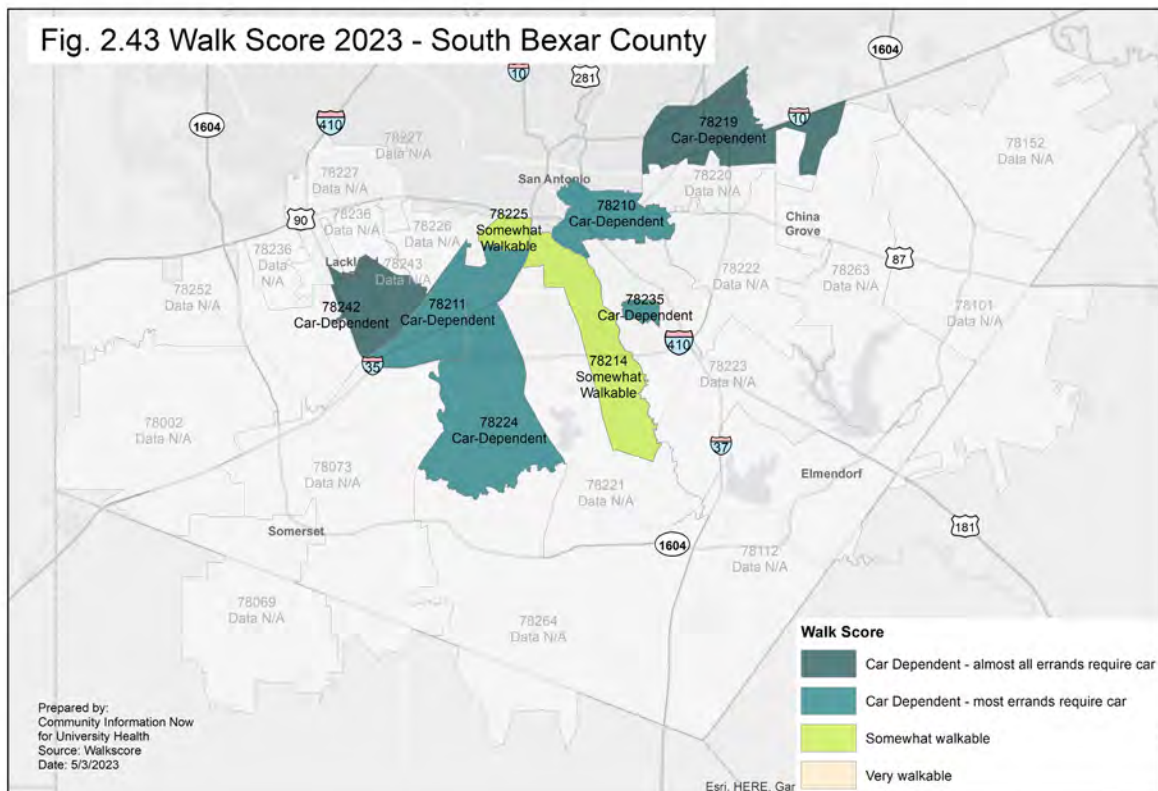 Fig. 2.43 Walk Score 2023 - South Bexar County
1604
10
281
1604
410
78219
Car-Dependent
10
78227
Data N/A
78152
Data N/A
78227
Data N/A
San Antonio
78220
Data N/A
90
78236
Data N/A
78226
Data N/A
78225
Somewhat
Walkable
78210
Car-Dependent
China
Grove
78236
Data
N/A
78243
Data N/A
87
78252
Data N/A
78222
Data N/A
78263
Data N/A
78101
Data N/A
78242
Car-Dependent
78211
Car-Dependent
78235
Car-Dependent
410
35
78214
Somewhat
Walkable
78223
Data N/A
78002
Data N/A
78224
Car-Dependent
37
78073
Data N/A
78221
Data N/A
Elmendorf
Somerset
1604
181
78112
Data N/A
78069
Data N/A
78264
Data N/A
Walk Score
Car Dependent - almost all errands require car
Car Dependent - most errands require car
Somewhat walkable
Very walkable
Prepared by:
Community Information Now
for University Health
Source: Walkscore
Date: 5/3/2023
Esri, HERE, Gar